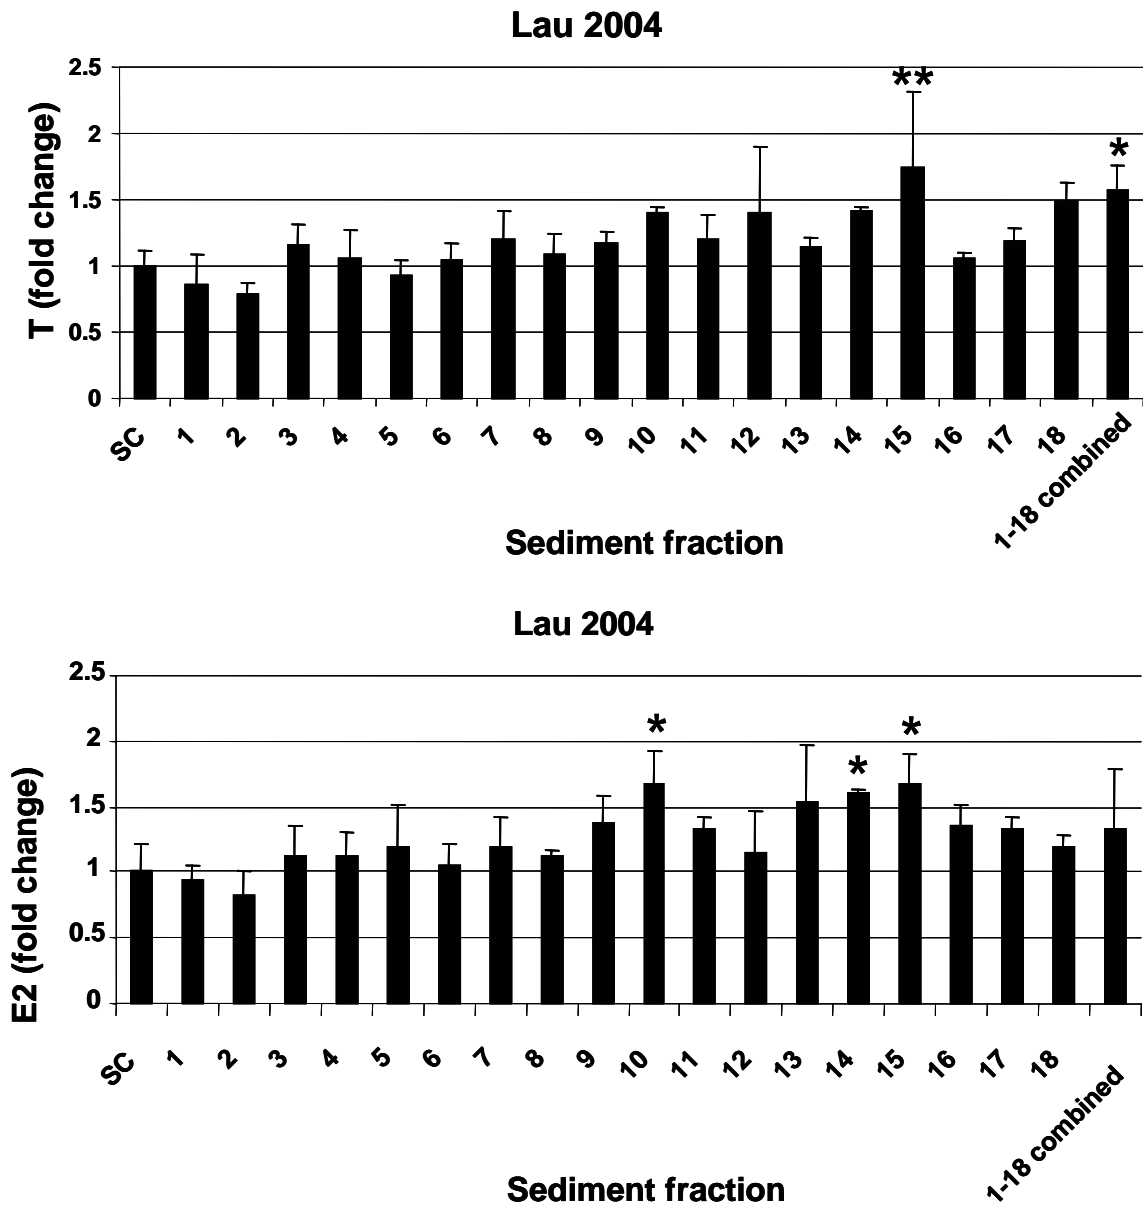 Lau 2004
T (fold change)
2.5
2
1.5
1
0.5
0
**
*
SC 1 2 3 4 5 6 7 8 9 10 11 12 13 14 15 16 17 18 1-18 combined
Sediment fraction
Lau 2004
E2 (fold change)
2.5
2
1.5
1
0.5
0
*
*
*
SC 1 2 3 4 5 6 7 8 9 10 11 12 13 14 15 16 17 18 1-18 combined
Sediment fraction